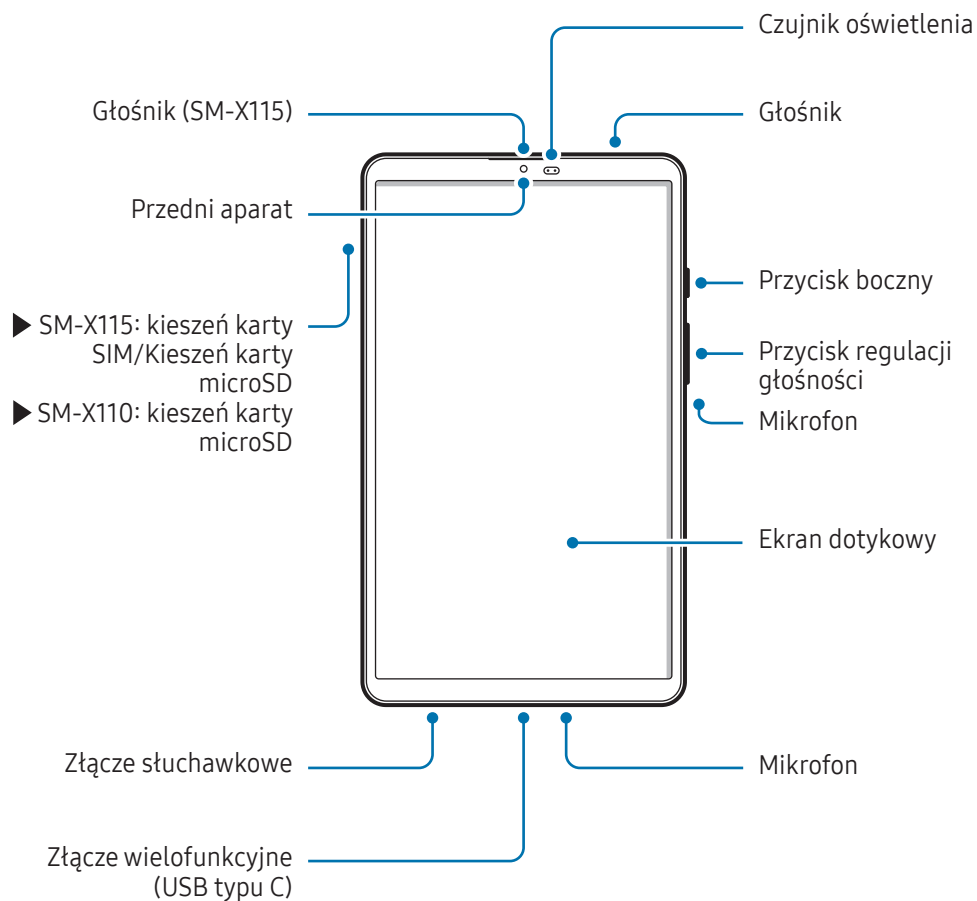 Czujnik oświetlenia
Głośnik (SM-X115)
Głośnik
Przedni aparat
Przycisk boczny
▶ SM-X115: kieszeń karty
SIM/Kieszeń karty
microSD
▶ SM-X110: kieszeń karty
microSD
Przycisk regulacji
głośności
Mikrofon
Ekran dotykowy
Złącze słuchawkowe
Mikrofon
Złącze wielofunkcyjne
(USB typu C)